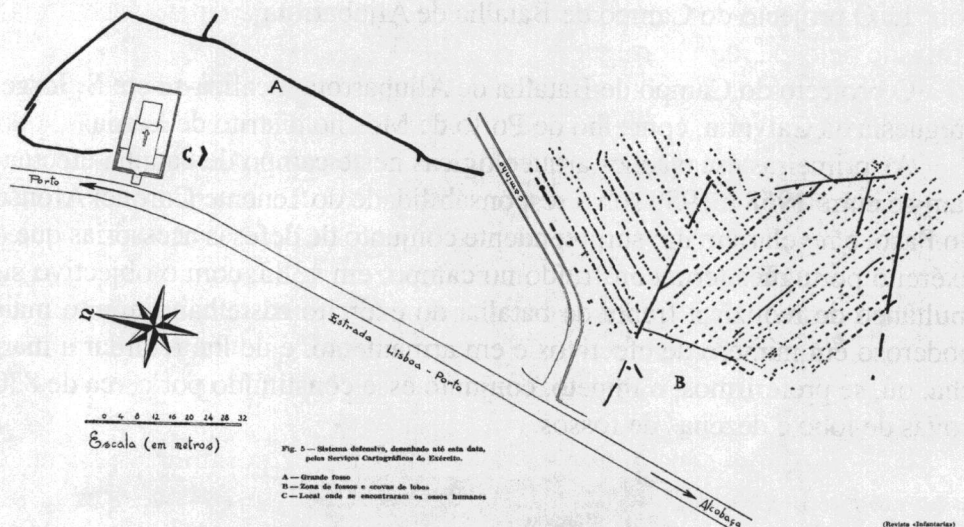 A
C
Porto
Estrada Lisboa - Porto
B
0 4 8 12 16 20 24 28 32
Escala (em metros)
Fig. 5 — Sistema defensivo, desenhado até esta data,
pelos Serviços Cartográficos do Exército.
A — Grande fosso
B — Zona de fossos e «covas de lobo»
C — Local onde se encontraram os ossos humanos
Alcobaça
(Revista «Infantaria»)